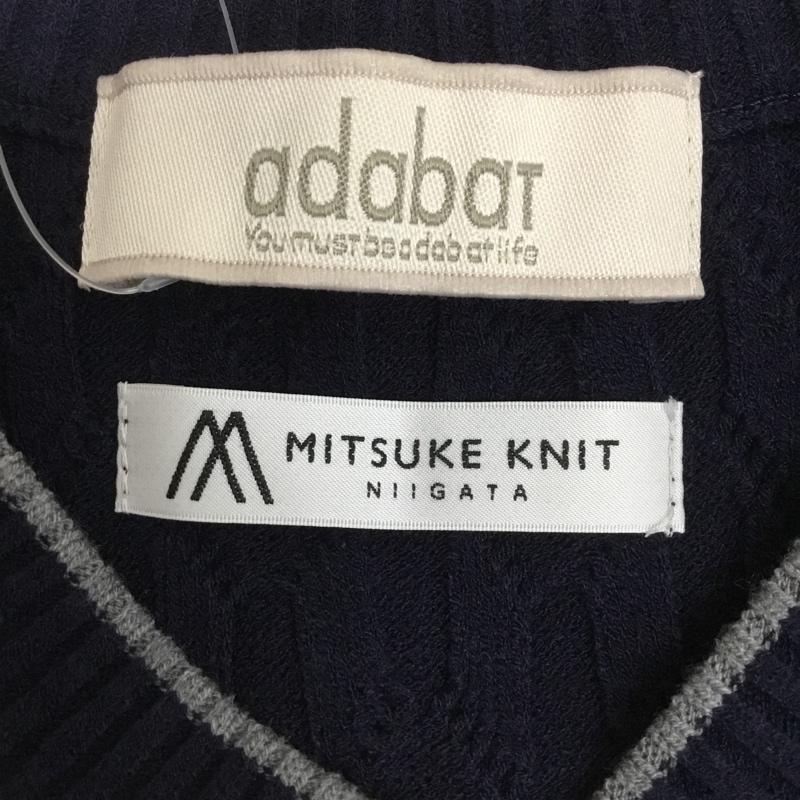 adabat
You must be adabat life
MITSUKE KNIT
NIIGATA